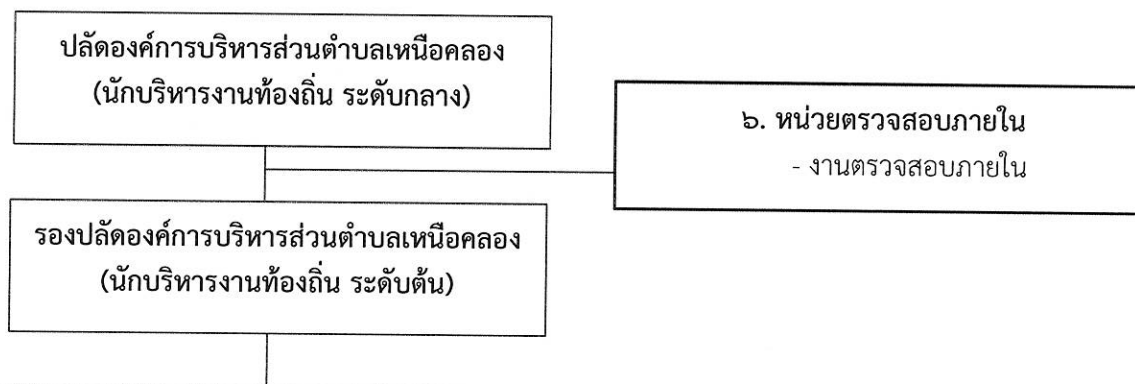 ปลัดองค์การบริหารส่วนตำบลเหนือคลอง
(นักบริหารงานท้องถิ่น ระดับกลาง)
๖. หน่วยตรวจสอบภายใน
- งานตรวจสอบภายใน
รองปลัดองค์การบริหารส่วนตำบลเหนือคลอง
(นักบริหารงานท้องถิ่น ระดับต้น)